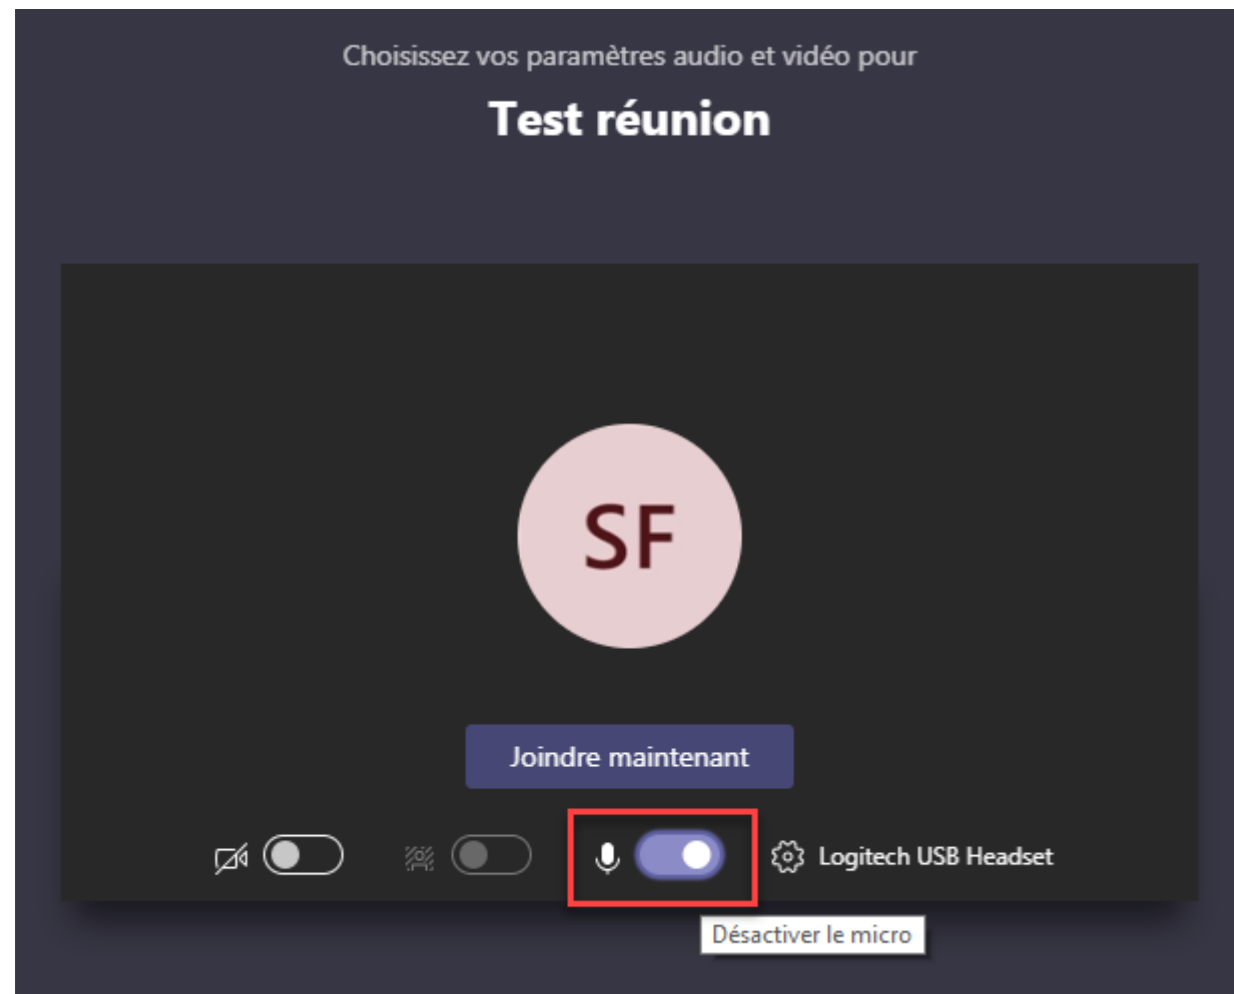 Choisissez vos paramètres audio et vidéo pour
Test réunion
SF
Joindre maintenant
Logitech USB Headset
Désactiver le micro